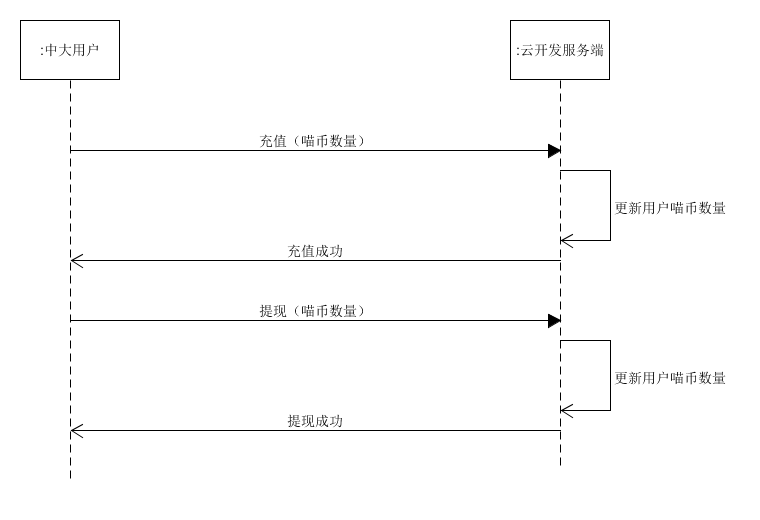 :中大用户
:云开发服务端
充值（喵币数量）
更新用户喵币数量
充值成功
提现（喵币数量）
更新用户喵币数量
提现成功